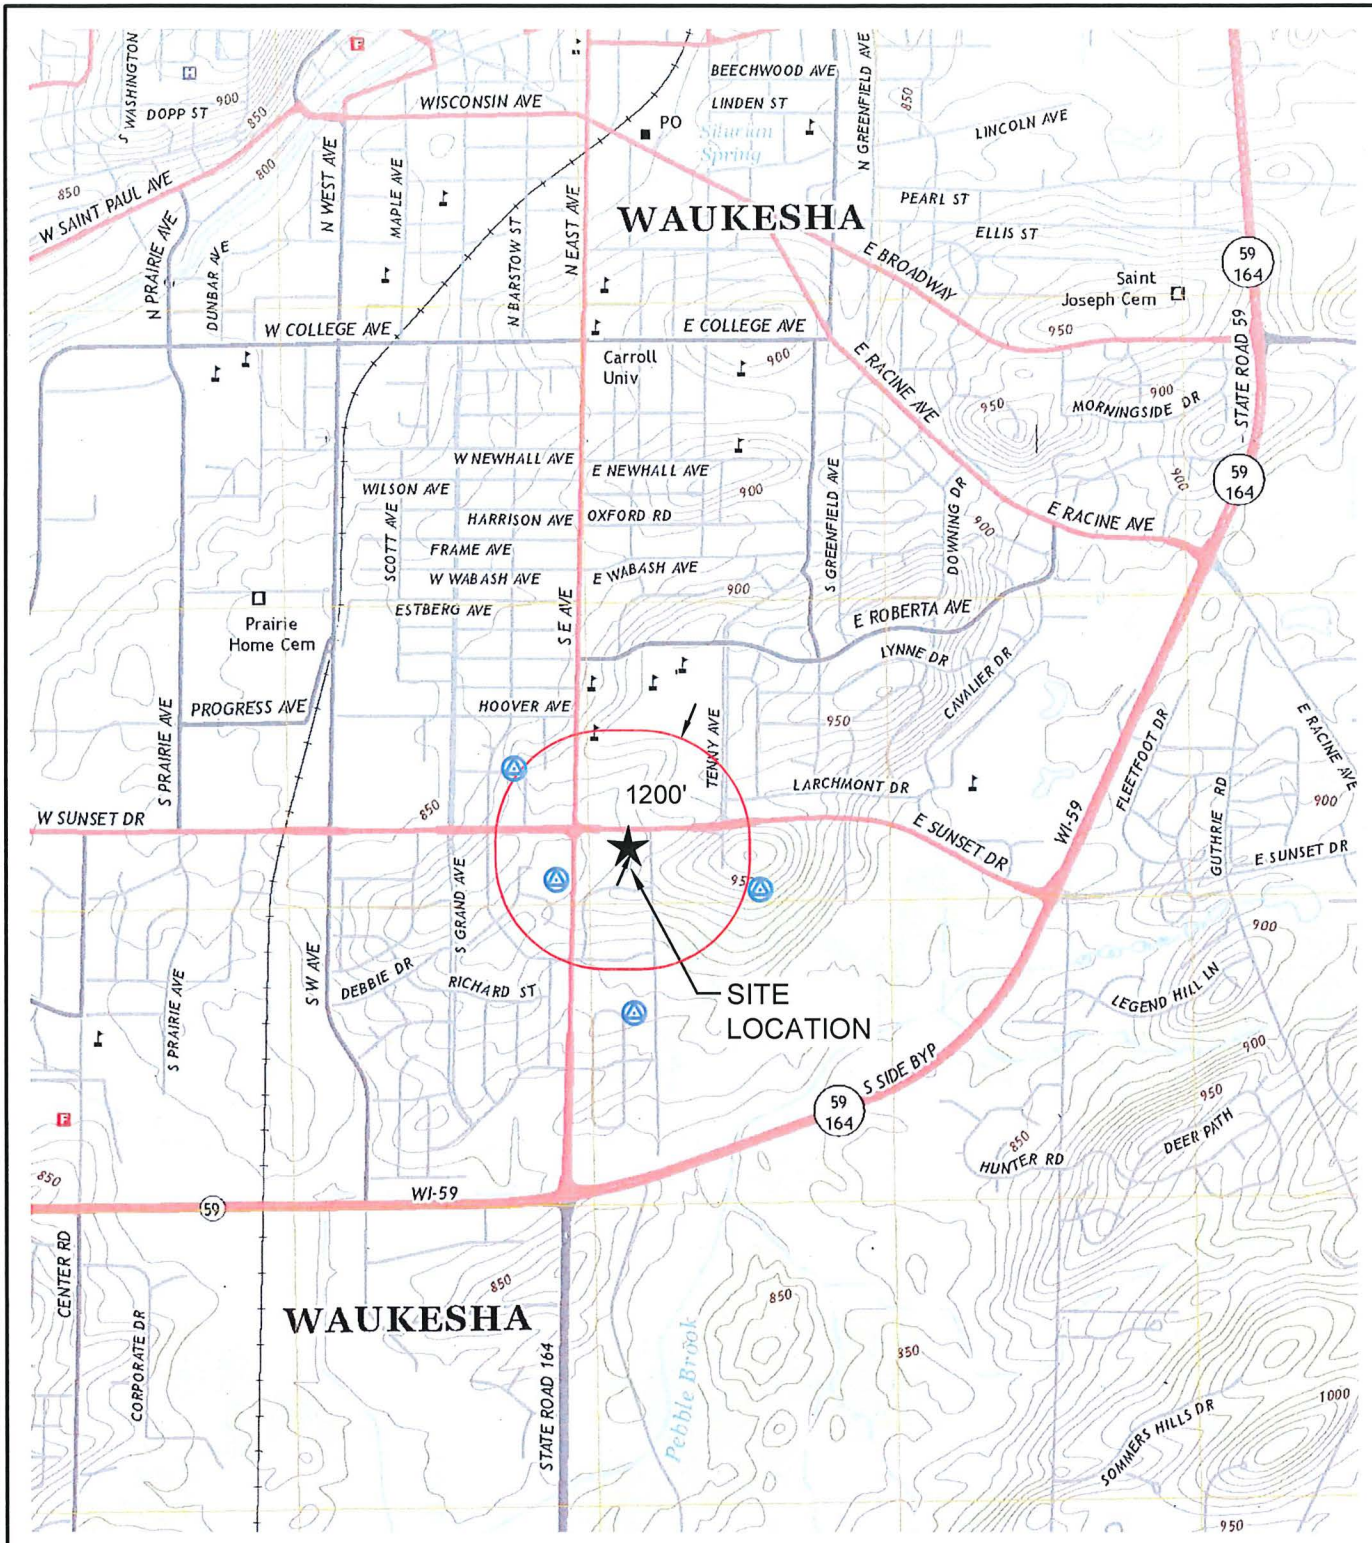 S WASHINGTON
F
H
DOPP ST
900
850
800
850
W SAINT PAUL AVE
WISCONSIN AVE
PO
BEECHWOOD AVE
LINDEN ST
Silurian
Spring
N GREENFIELD AVE
850
LINCOLN AVE
N PRAIRIE AVE
DUNBAR AVE
N WEST AVE
MAPLE AVE
N BARSTOW ST
N EAST AVE
WAUKESHA
PEARL ST
ELLIS ST
E BROADWAY
Saint
Joseph Cem
59
164
STATE ROAD 59
W COLLEGE AVE
E COLLEGE AVE
950
Carroll
Univ
900
E RACINE AVE
950
900
MORNINGSIDE DR
W NEWHALL AVE
E NEWHALL AVE
59
164
WILSON AVE
900
900
SCOTT AVE
HARRISON AVE
OXFORD RD
S GREENFIELD AVE
DOWNING DR
900
E RACINE AVE
FRAME AVE
W WABASH AVE
E WABASH AVE
900
ESTBERG AVE
S E AVE
E ROBERTA AVE
Prairie
Home Cem
LYNNE DR
CAVALIER DR
PROGRESS AVE
S PRAIRIE AVE
HOOVER AVE
TENNY AVE
950
FLEETFOOT DR
E RACINE AVE
1200'
LARCHMONT DR
W SUNSET DR
850
E SUNSET DR
WI-59
GUTHRIE RD
900
E SUNSET DR
S GRAND AVE
900
S W AVE
DEBBIE DR
RICHARD ST
SITE
LOCATION
S PRAIRIE AVE
LEGEND HILL LN
900
S SIDE BYP
950
59
164
F
850
HUNTER RD
DEER PATH
850
WI-59
59
CENTER RD
CORPORATE DR
850
WAUKESHA
STATE ROAD 164
Pebble Brook
850
850
SOMMERS HILLS DR
1000
950